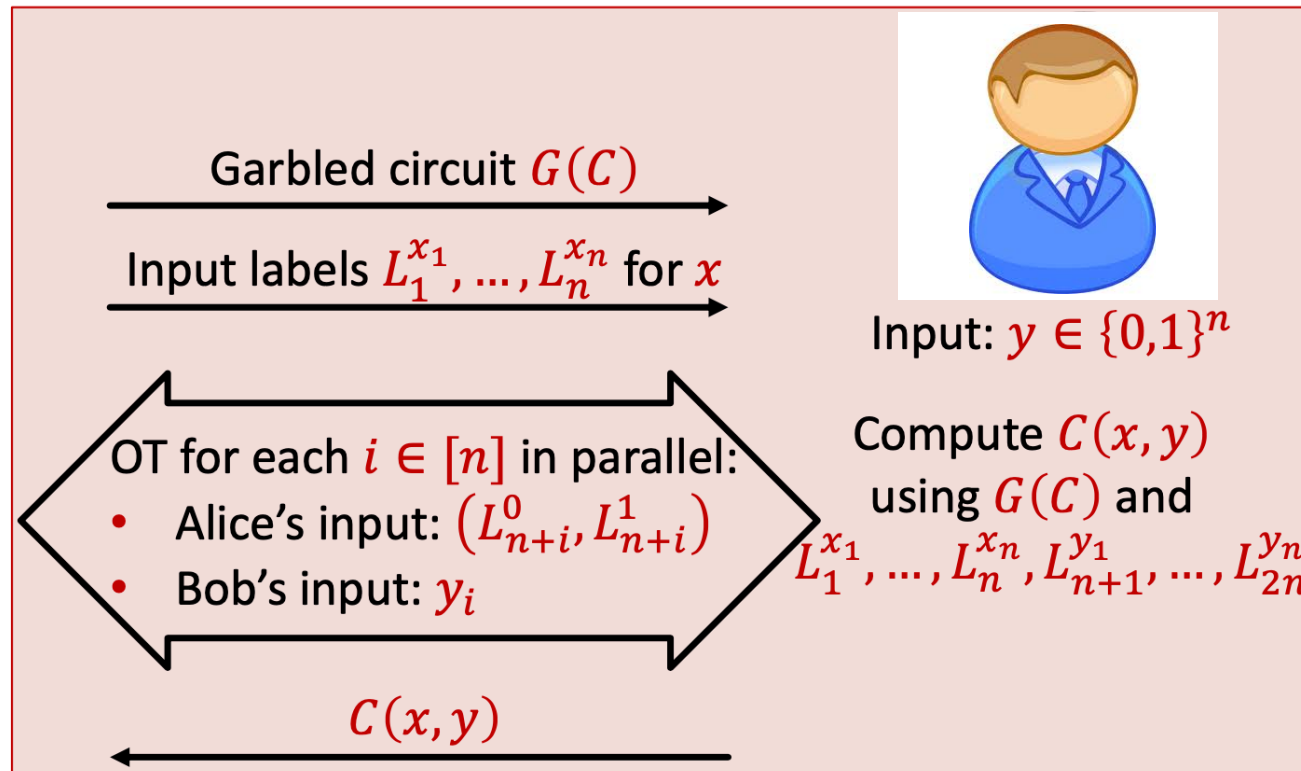 Garbled circuit G(C)
Input labels L_1^{x_1}, ..., L_n^{x_n} for x
OT for each i ∈ [n] in parallel:
• Alice's input: (L_{n+i}^0, L_{n+i}^1)
• Bob's input: y_i
C(x, y)
Input: y ∈ {0,1}^n
Compute C(x, y)
using G(C) and
L_1^{x_1}, ..., L_n^{x_n}, L_{n+1}^{y_1}, ..., L_{2n}^{y_n}